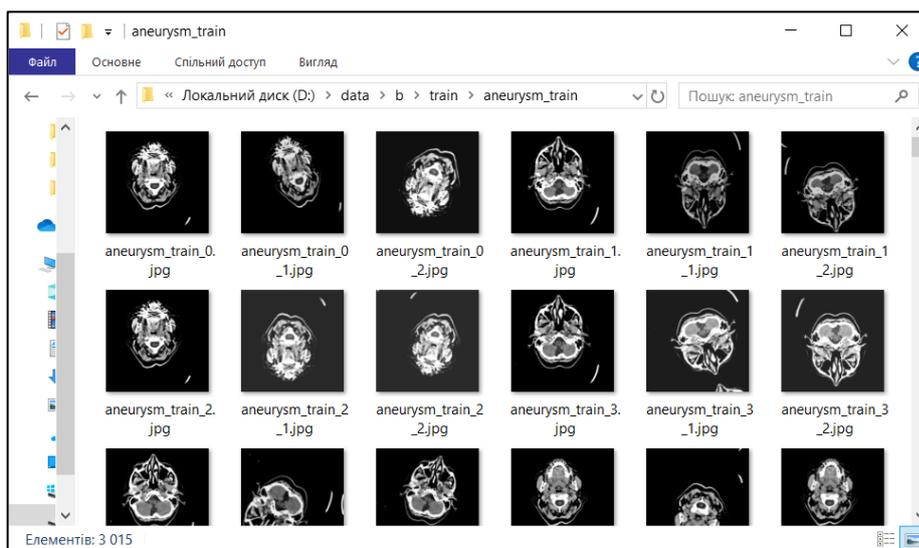 aneurysm_train
Файл Основне Спільний доступ Вигляд
« Локальний диск (D:) > data > b > train > aneurysm_train
Пошук: aneurysm_train
aneurysm_train_0.
jpg
aneurysm_train_0
_1.jpg
aneurysm_train_0
_2.jpg
aneurysm_train_1.
jpg
aneurysm_train_1
_1.jpg
aneurysm_train_1
_2.jpg
aneurysm_train_2.
jpg
aneurysm_train_2
_1.jpg
aneurysm_train_2
_2.jpg
aneurysm_train_3.
jpg
aneurysm_train_3
_1.jpg
aneurysm_train_3
_2.jpg
Елементів: 3 015